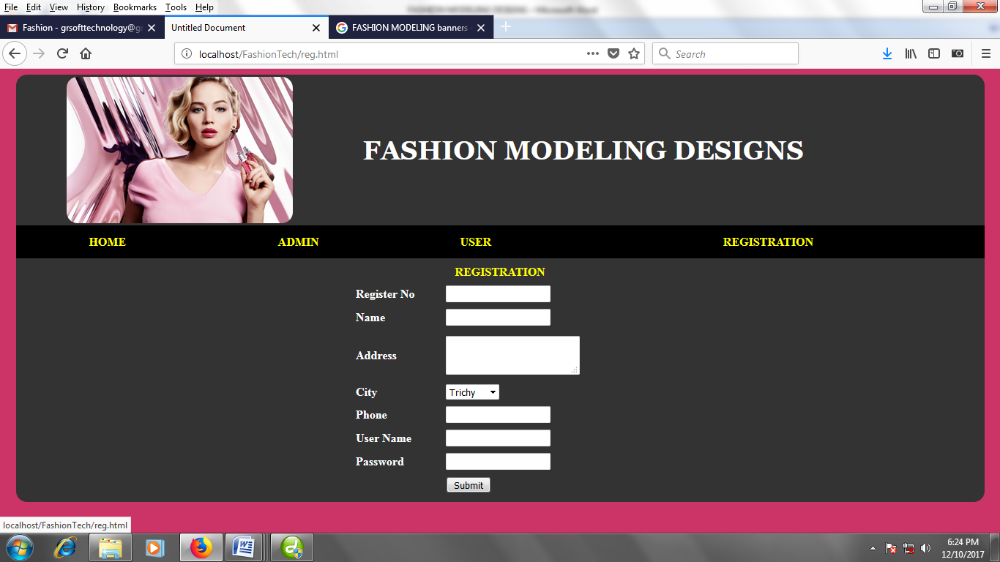 File Edit View History Bookmarks Tools Help
Fashion - grsofttechnology@g
Untitled Document
FASHION MODELING banners -
localhost/FashionTech/reg.html
Search
FASHION MODELING DESIGNS
HOME ADMIN USER REGISTRATION
REGISTRATION
Register No
Name
Address
City Trichy
Phone
User Name
Password
Submit
localhost/FashionTech/reg.html
6:24 PM
12/10/2017